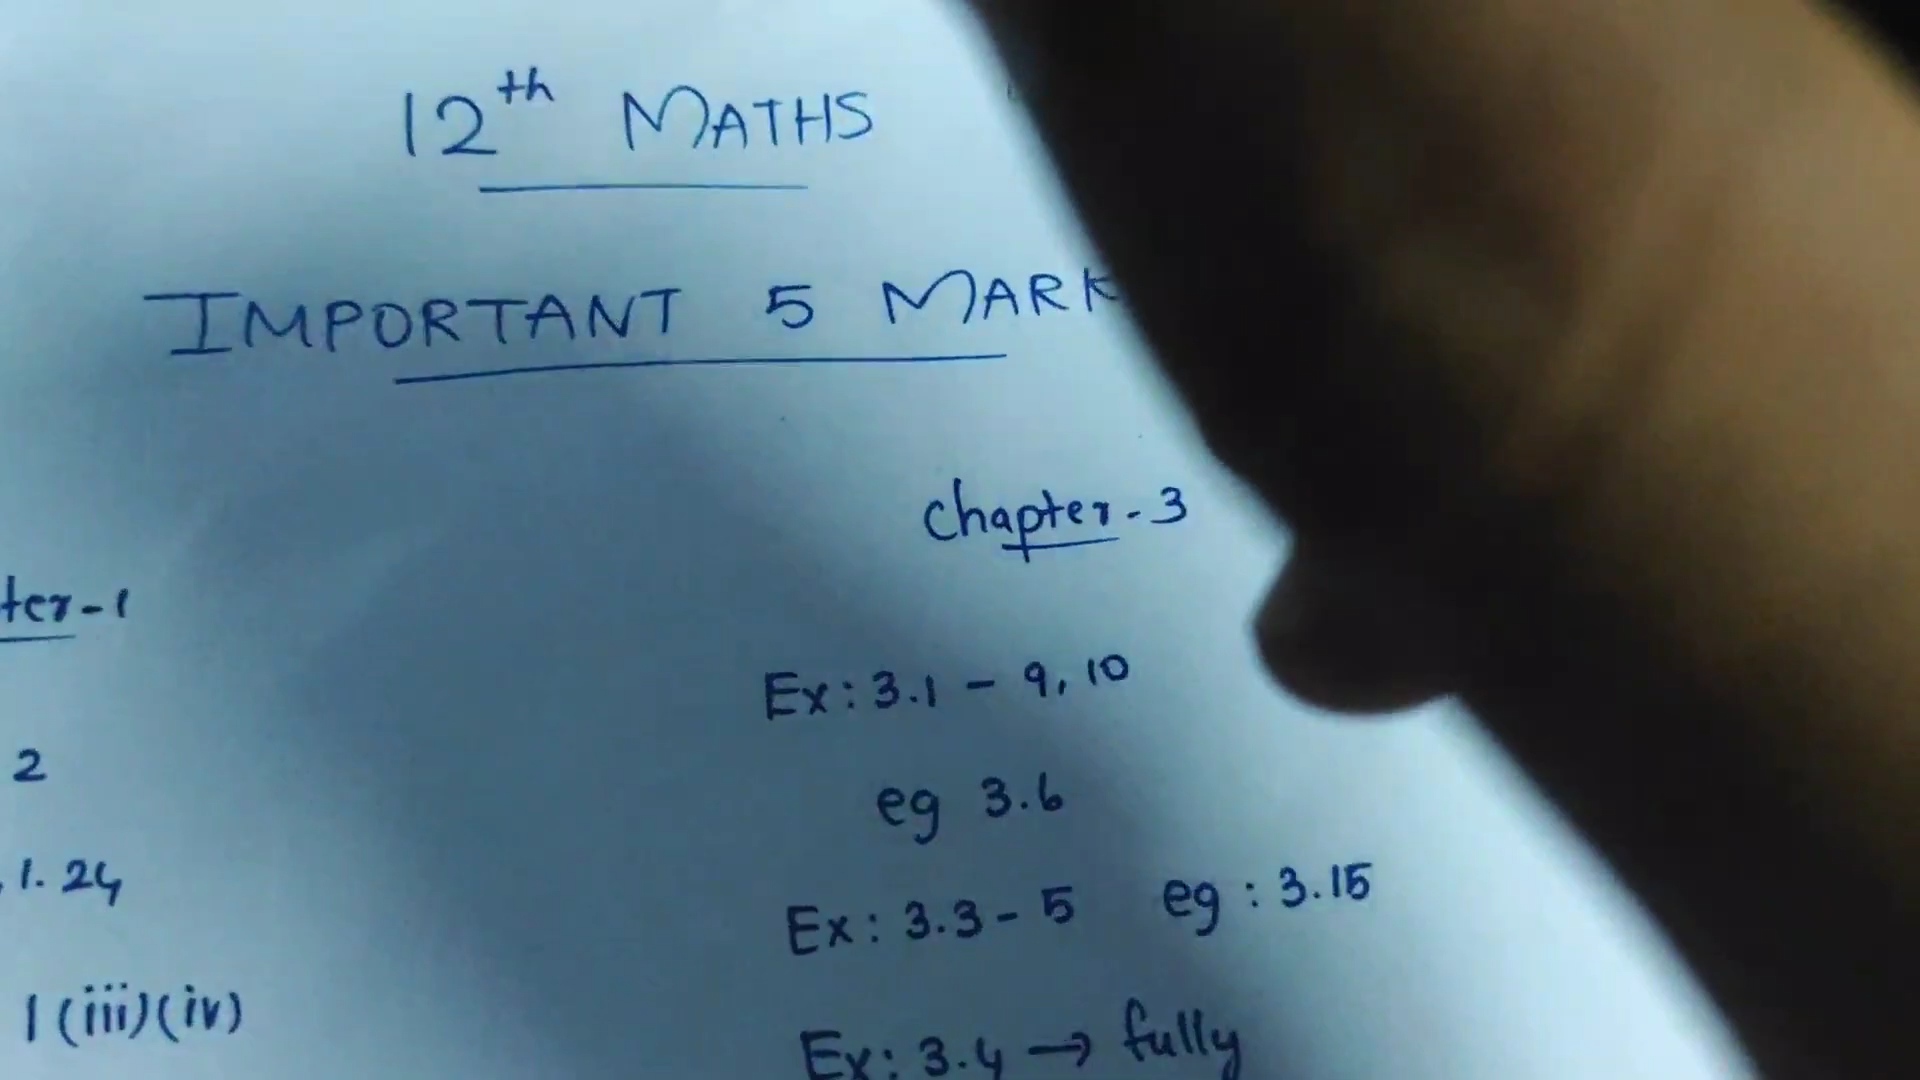 12th MATHS
IMPORTANT 5 MARK
ter-1
2
1.24
1(iii)(iv)
Chapter-3
Ex: 3.1 - 9, 10
eg 3.6
Ex: 3.3 - 5 eg: 3.15
Ex: 3.4 → fully